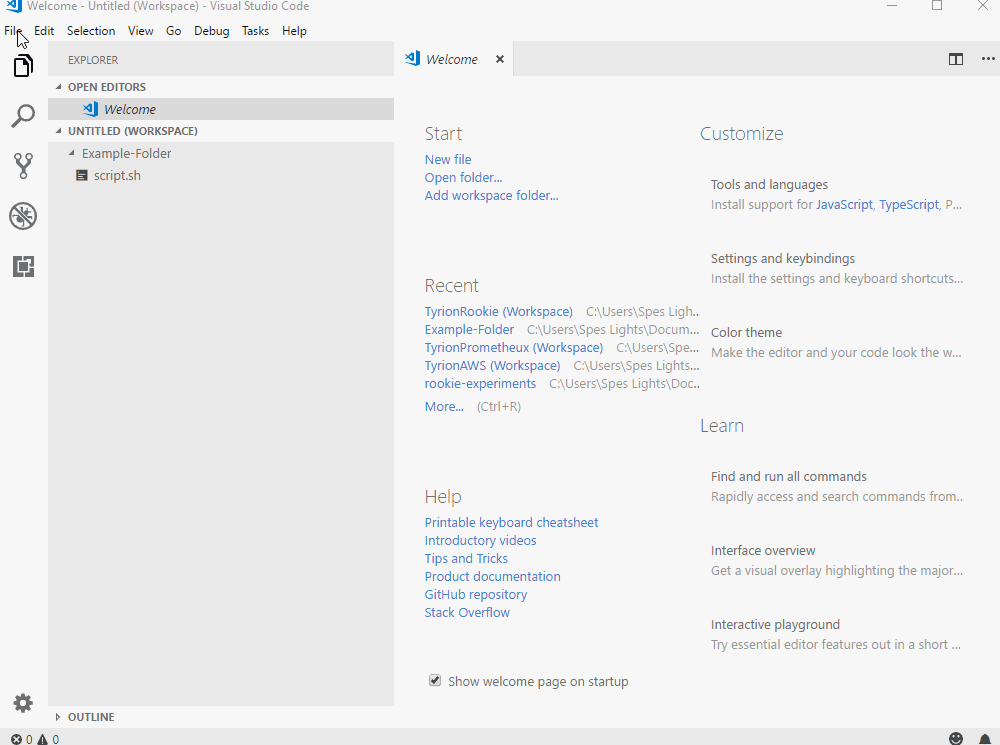 Welcome - Untitled (Workspace) - Visual Studio Code
File Edit Selection View Go Debug Tasks Help
EXPLORER
OPEN EDITORS
Welcome
UNTITLED (WORKSPACE)
Example-Folder
script.sh
OUTLINE
0 0
Welcome
Start
New file
Open folder...
Add workspace folder...
Recent
TyrionRookie (Workspace) C:\Users\Spes Ligh...
Example-Folder C:\Users\Spes Lights\Docum...
TyrionPrometheux (Workspace) C:\Users\Spe...
TyrionAWS (Workspace) C:\Users\Spes Lights...
rookie-experiments C:\Users\Spes Lights\Doc...
More... (Ctrl+R)
Help
Printable keyboard cheatsheet
Introductory videos
Tips and Tricks
Product documentation
GitHub repository
Stack Overflow
Show welcome page on startup
Customize
Tools and languages
Install support for JavaScript, TypeScript, P...
Settings and keybindings
Install the settings and keyboard shortcuts...
Color theme
Make the editor and your code look the w...
Learn
Find and run all commands
Rapidly access and search commands from...
Interface overview
Get a visual overlay highlighting the major...
Interactive playground
Try essential editor features out in a short ...